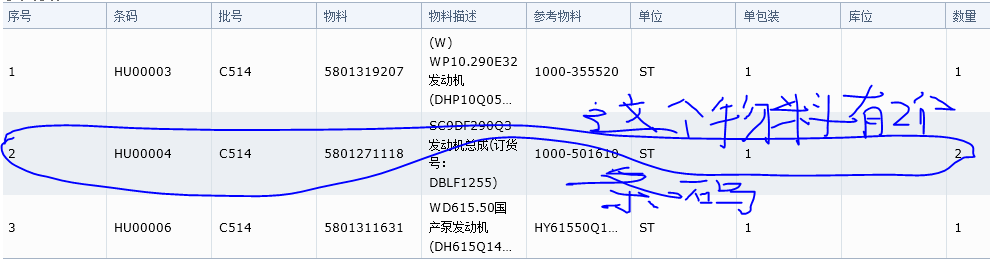 序号 条码 批号 物料 物料描述 参考物料 单位 单包装 库位 数量
(W)
WP10.290E32
1 HU00003 C514 5801319207 发动机 1000-355520 ST 1 1
(DHP10Q05...
这个物料有2个
SC9DF290Q3
2 HU00004 C514 5801271118 发动机总成(订货 1000-501610 ST 1 2
号:
DBLF1255)
条码
WD615.50国
3 HU00006 C514 5801311631 产泵发动机 HY61550Q1... ST 1 1
(DH615Q14...